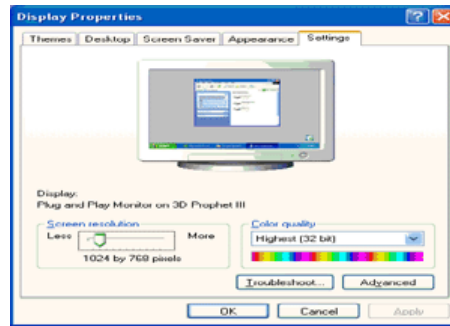 Display Properties
Themes Desktop Screen Saver Appearance Settings
Display:
Plug and Play Monitor on 3D Prophet III
Screen resolution
Less More
1024 by 768 pixels
Color quality
Highest (32 bit)
Troubleshoot... Advanced
OK Cancel Apply